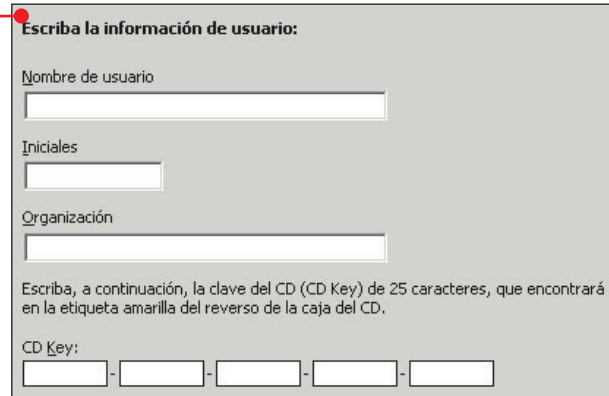 Escriba la información de usuario:
Nombre de usuario
Iniciales
Organización
Escriba, a continuación, la clave del CD (CD Key) de 25 caracteres, que encontrará
en la etiqueta amarilla del reverso de la caja del CD.
CD Key:
- - - -